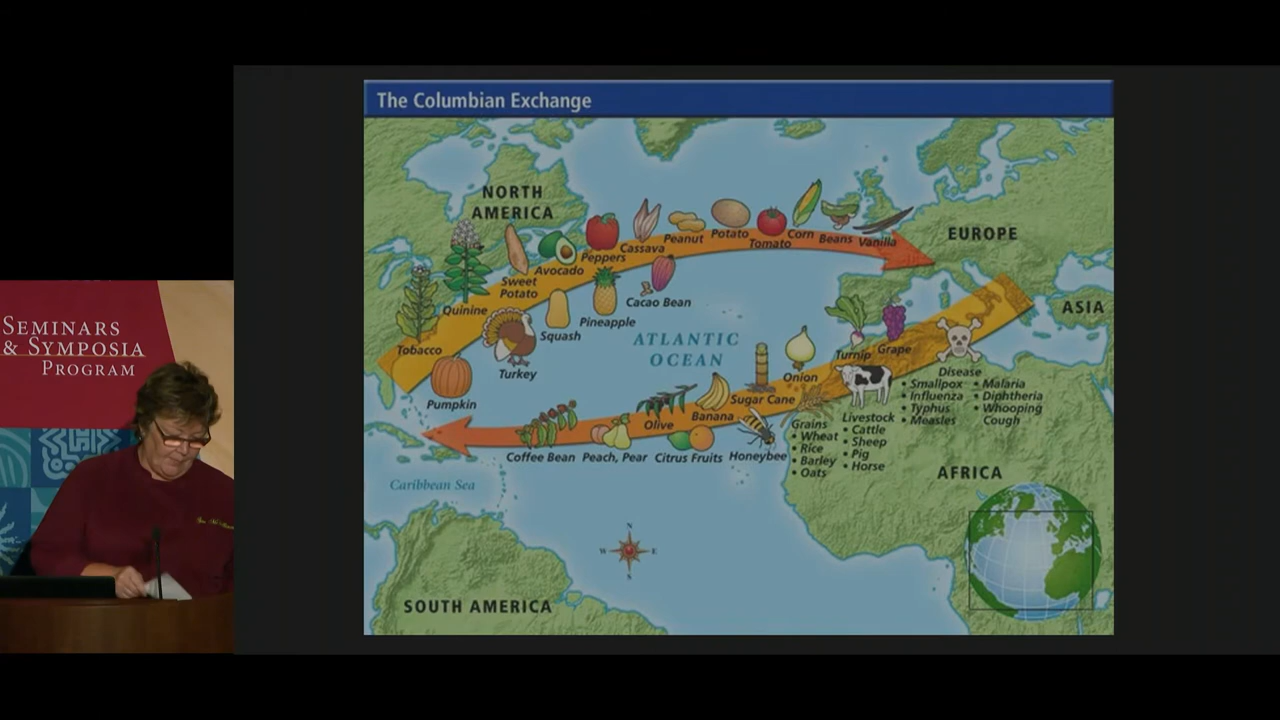 The Columbian Exchange
NORTH
AMERICA
EUROPE
ASIA
AFRICA
SOUTH AMERICA
ATLANTIC
OCEAN
Caribbean Sea
Tobacco
Quinine
Sweet
Potato
Avocado
Peppers
Cassava
Peanut
Potato
Tomato
Corn
Beans
Vanilla
Pumpkin
Turkey
Squash
Pineapple
Cacao Bean
Coffee Bean
Peach, Pear
Olive
Citrus Fruits
Banana
Honeybee
Sugar Cane
Onion
Turnip
Grape
Grains
• Wheat
• Rice
• Barley
• Oats
Livestock
• Cattle
• Sheep
• Pig
• Horse
Disease
• Smallpox
• Influenza
• Typhus
• Measles
• Malaria
• Diphtheria
• Whooping
Cough
N
W
E
S
SEMINARS
& SYMPOSIA
PROGRAM